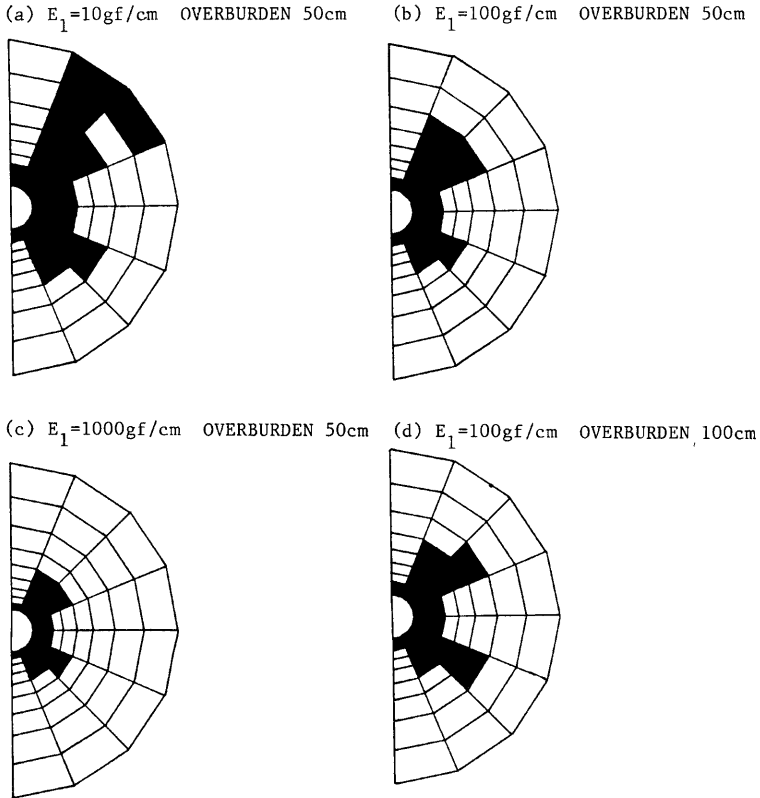 (a) E1=10gf/cm OVERBURDEN 50cm
(b) E1=100gf/cm OVERBURDEN 50cm
(c) E1=1000gf/cm OVERBURDEN 50cm
(d) E1=100gf/cm OVERBURDEN 100cm